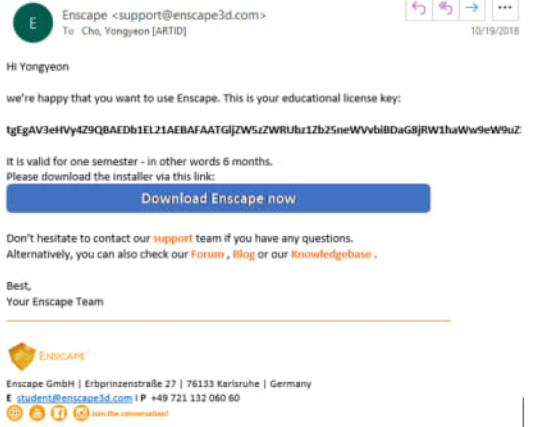 E
Enscape <support@enscape3d.com>
To Cho, Yongyeon [ARTID]
10/19/2018
Hi Yongyeon
we're happy that you want to use Enscape. This is your educational license key:
It is valid for one semester - in other words 6 months.
Please download the installer via this link:
Download Enscape now
Don't hesitate to contact our support team if you have any questions.
Alternatively, you can also check our Forum , Blog or our Knowledgebase .
Best,
Your Enscape Team
ENSCAPE
Enscape GmbH | Erbprinzenstraße 27 | 76133 Karlsruhe | Germany
E student@enscape3d.com I P +49 721 132 060 60
Join the conversation!